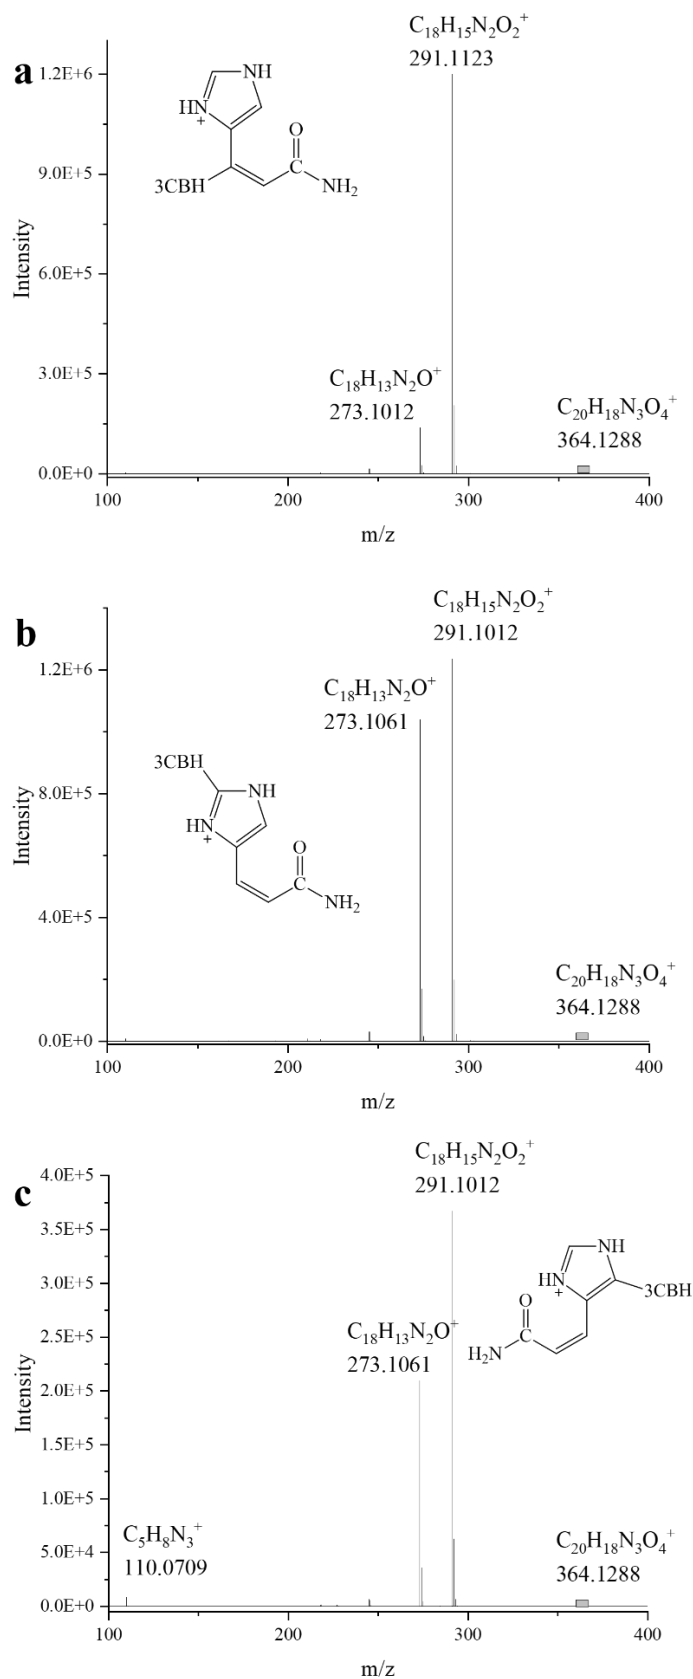 a
C₁₈H₁₅N₂O₂⁺
291.1123
1.2E+6
NH
HN
+
O
C
3CBH
NH₂
9.0E+5
Intensity
6.0E+5
C₁₈H₁₃N₂O⁺
273.1012
3.0E+5
C₂₀H₁₈N₃O₄⁺
364.1288
0.0E+0
100
200
300
400
m/z
b
C₁₈H₁₅N₂O₂⁺
291.1012
1.2E+6
C₁₈H₁₃N₂O⁺
273.1061
3CBH
NH
8.0E+5
HN
+
O
C
NH₂
Intensity
4.0E+5
C₂₀H₁₈N₃O₄⁺
364.1288
0.0E+0
100
200
300
400
m/z
c
C₁₈H₁₅N₂O₂⁺
291.1012
4.0E+5
3.5E+5
NH
3.0E+5
HN
+
3CBH
O
C
H₂N
2.5E+5
C₁₈H₁₃N₂O⁺
273.1061
Intensity
2.0E+5
1.5E+5
1.0E+5
C₅H₈N₃⁺
110.0709
5.0E+4
C₂₀H₁₈N₃O₄⁺
364.1288
0.0E+0
100
200
300
400
m/z